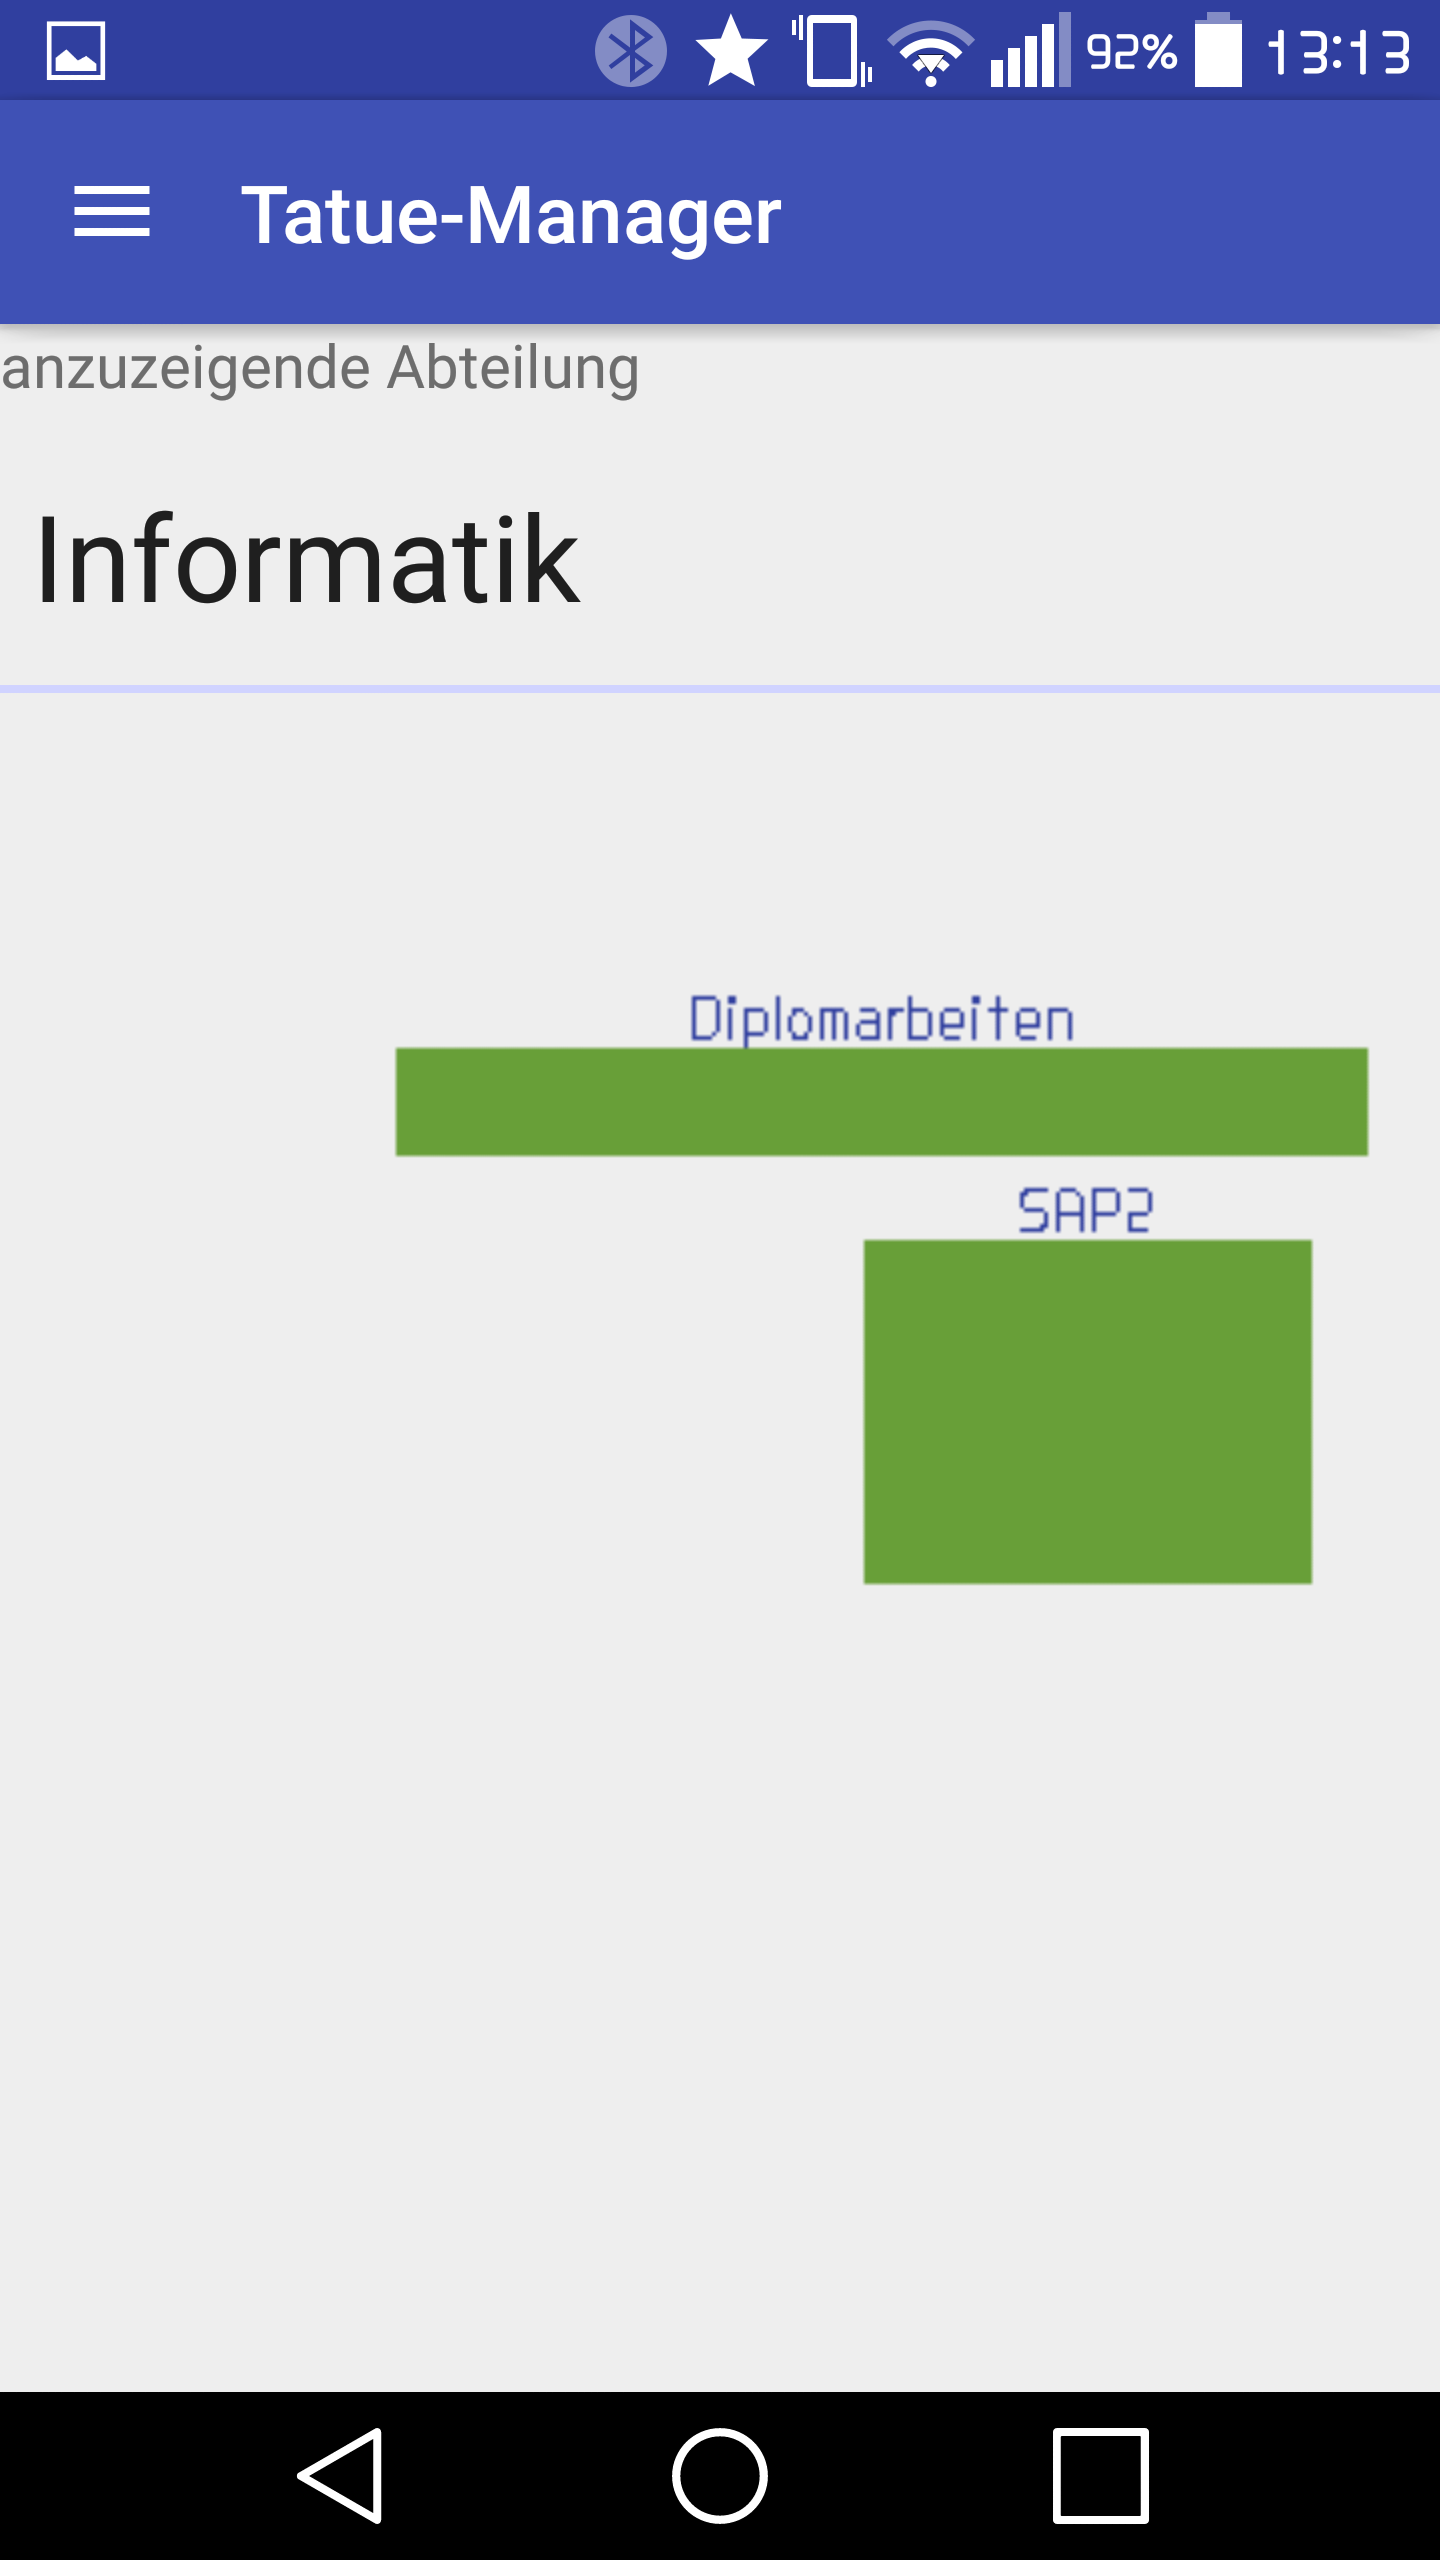 92% 13:13
Tatue-Manager
anzuzeigende Abteilung
Informatik
Diplomarbeiten
SAP2